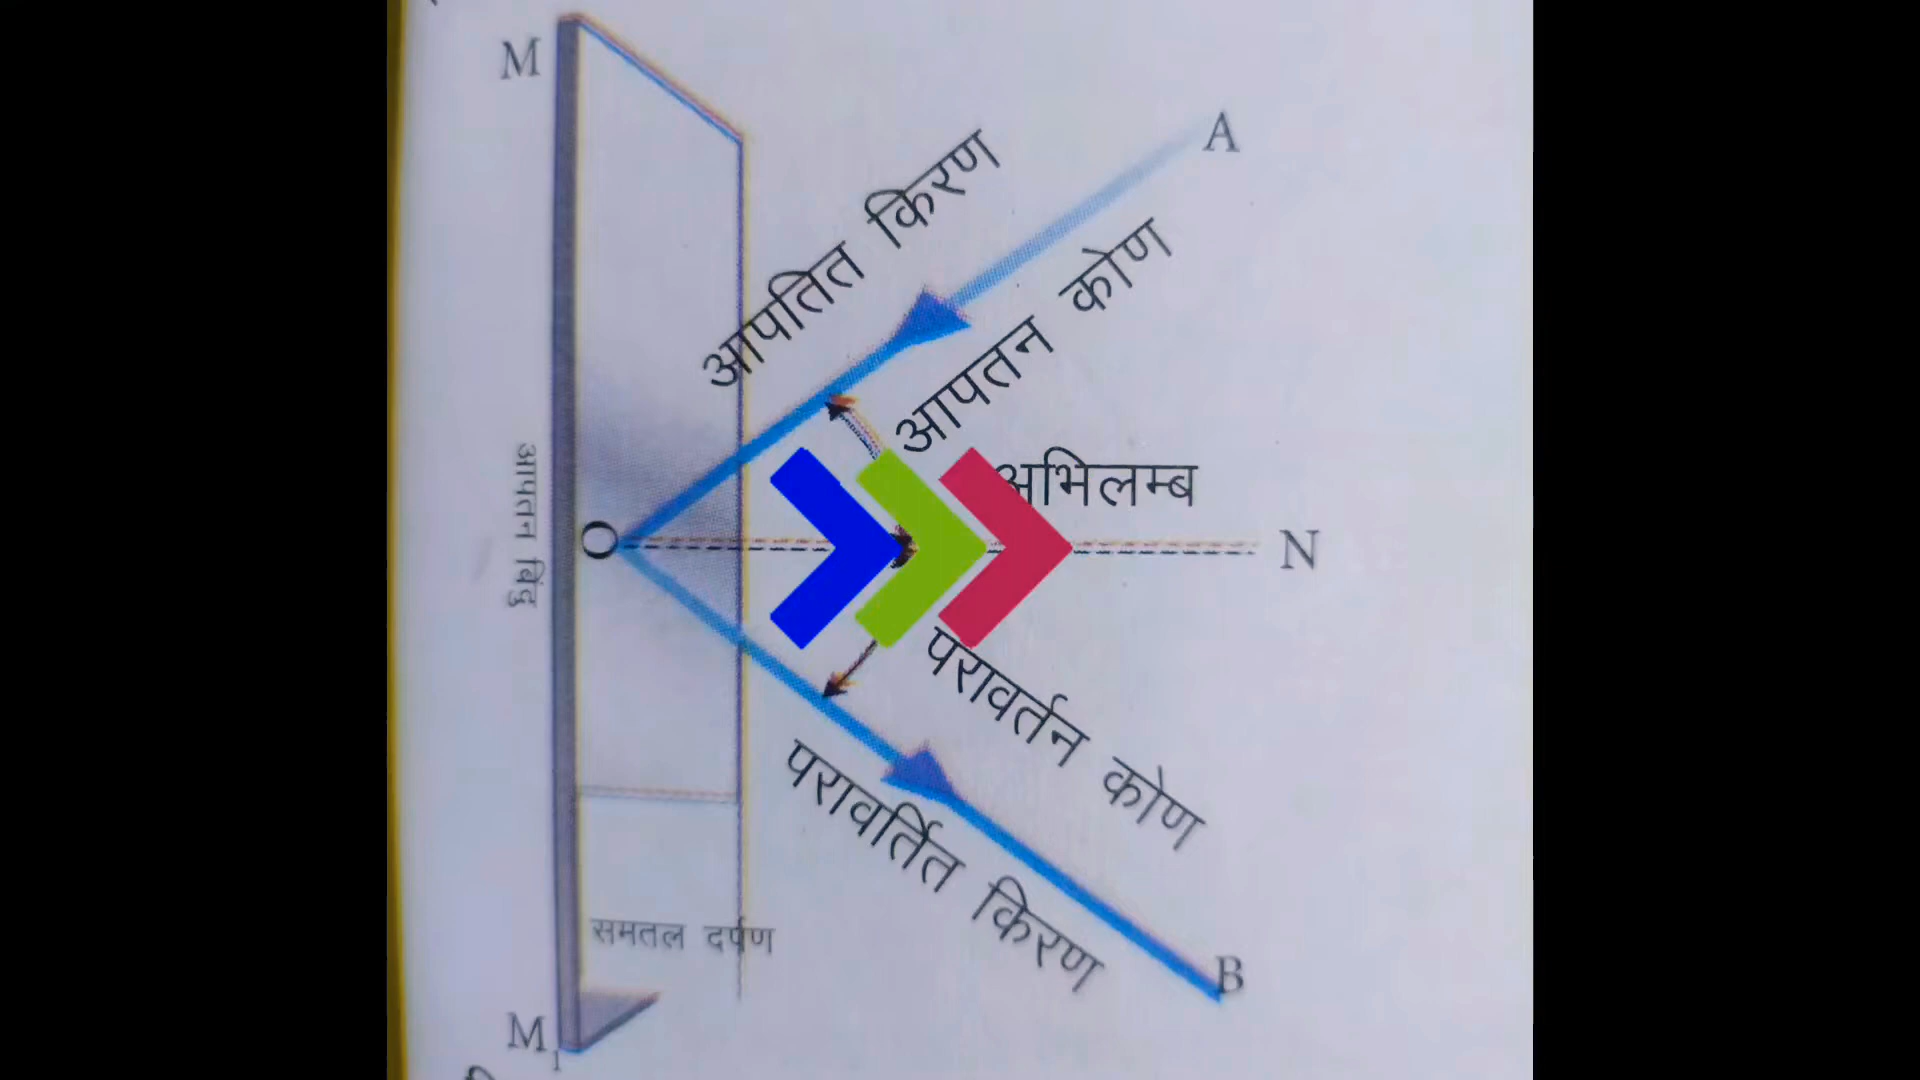 M
A
आपतित किरण
आपतन कोण
अभिलम्ब
आपतन बिंदु
O
N
परावर्तन कोण
परावर्तित किरण
समतल दर्पण
B
M₁